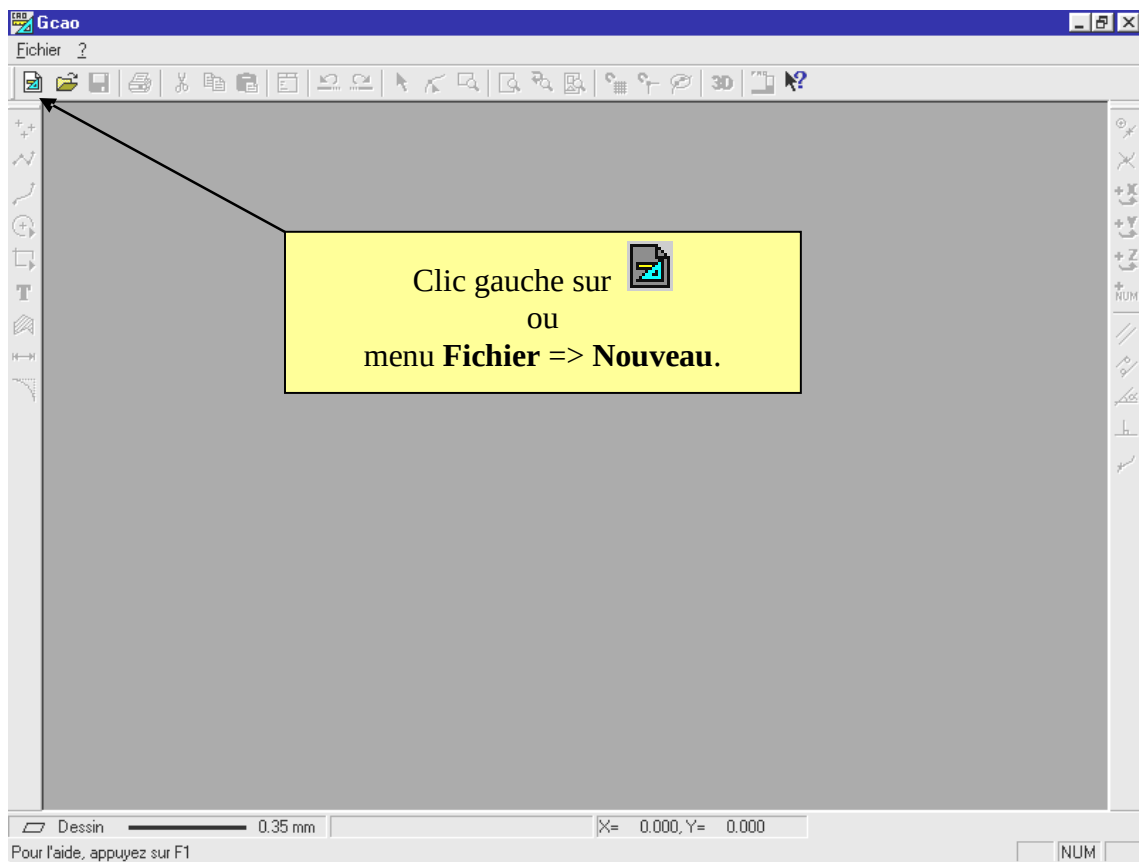 Gcao
Fichier ?
3D
T
NUM
Clic gauche sur
ou
menu Fichier => Nouveau.
Dessin 0.35 mm X= 0.000, Y= 0.000
Pour l'aide, appuyez sur F1 NUM